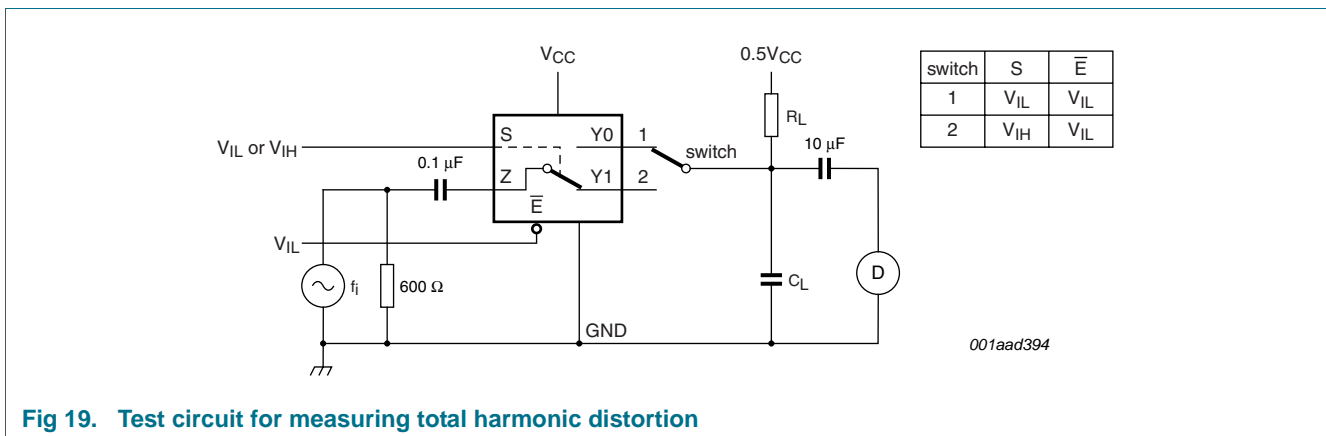 VCC
0.5VCC
switch S E̅
1 VIL VIL
2 VIH VIL
RL
S Y0 1
10 μF
VIL or VIH
switch
0.1 μF
Z Y1 2
E̅
VIL
fi
600 Ω
CL
D
GND
001aad394
Fig 19. Test circuit for measuring total harmonic distortion